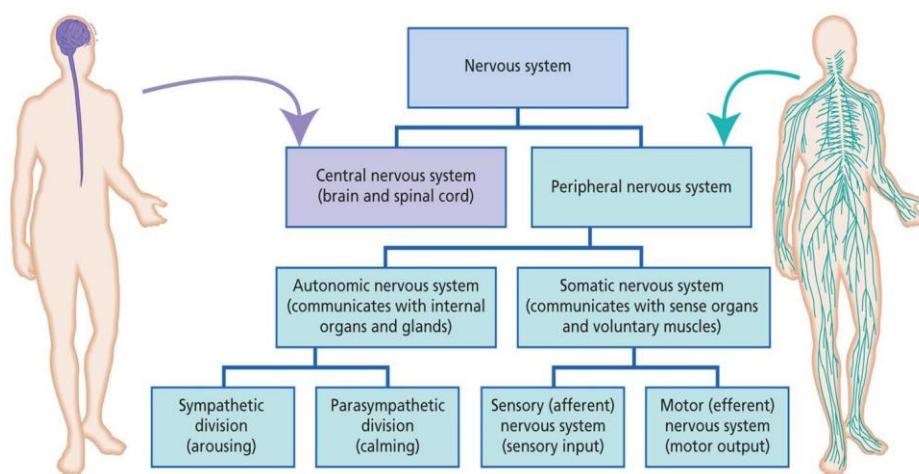 Nervous system
Central nervous system
(brain and spinal cord)
Peripheral nervous system
Autonomic nervous system
(communicates with internal
organs and glands)
Somatic nervous system
(communicates with sense organs
and voluntary muscles)
Sympathetic
division
(arousing)
Parasympathetic
division
(calming)
Sensory (afferent)
nervous system
(sensory input)
Motor (efferent)
nervous system
(motor output)